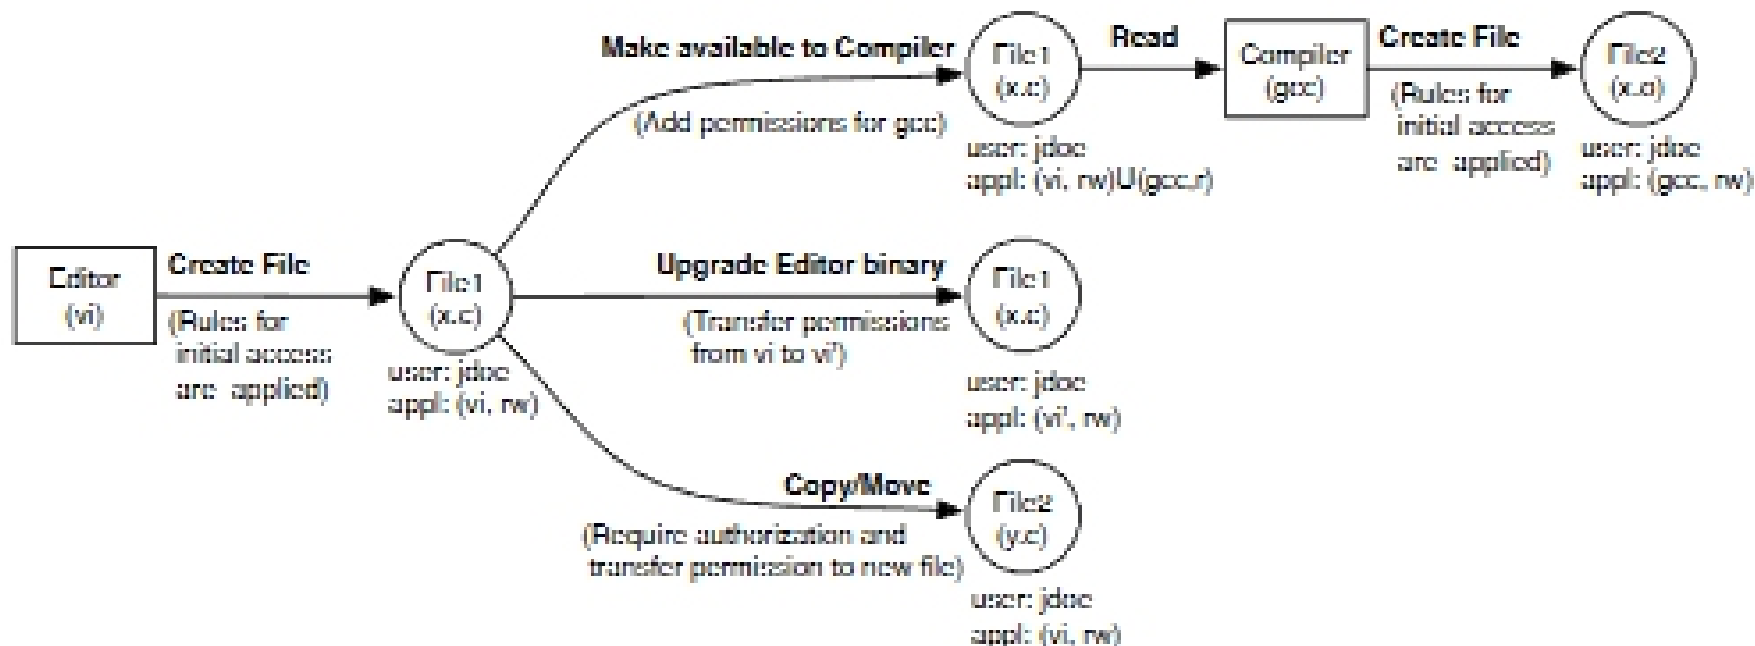 Make available to Compiler
(Add permissions for gcc)
File1
(x.c)
user: jdoe
appl: (vi, rw)U(gcc,r)
Read
Compiler
(gcc)
Create File
(Rules for
initial access
are applied)
File2
(x.o)
user: jdoe
appl: (gcc, rw)
Editor
(vi)
Create File
(Rules for
initial access
are applied)
File1
(x.c)
user: jdoe
appl: (vi, rw)
Upgrade Editor binary
(Transfer permissions
from vi to vi')
File1
(x.c)
user: jdoe
appl: (vi', rw)
Copy/Move
(Require authorization and
transfer permission to new file)
File2
(y.c)
user: jdoe
appl: (vi, rw)